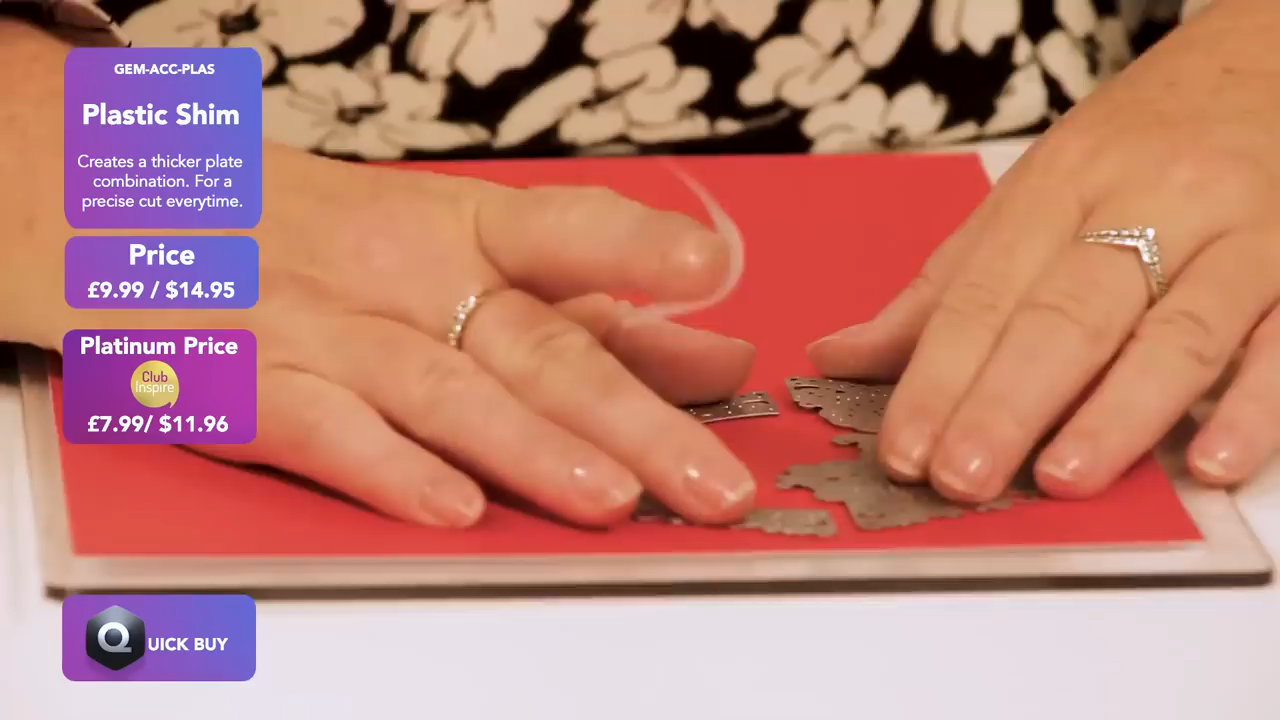 GEM-ACC-PLAS
Plastic Shim
Creates a thicker plate
combination. For a
precise cut everytime.
Price
£9.99 / $14.95
Platinum Price
Club
Inspire
£7.99/ $11.96
QUICK BUY